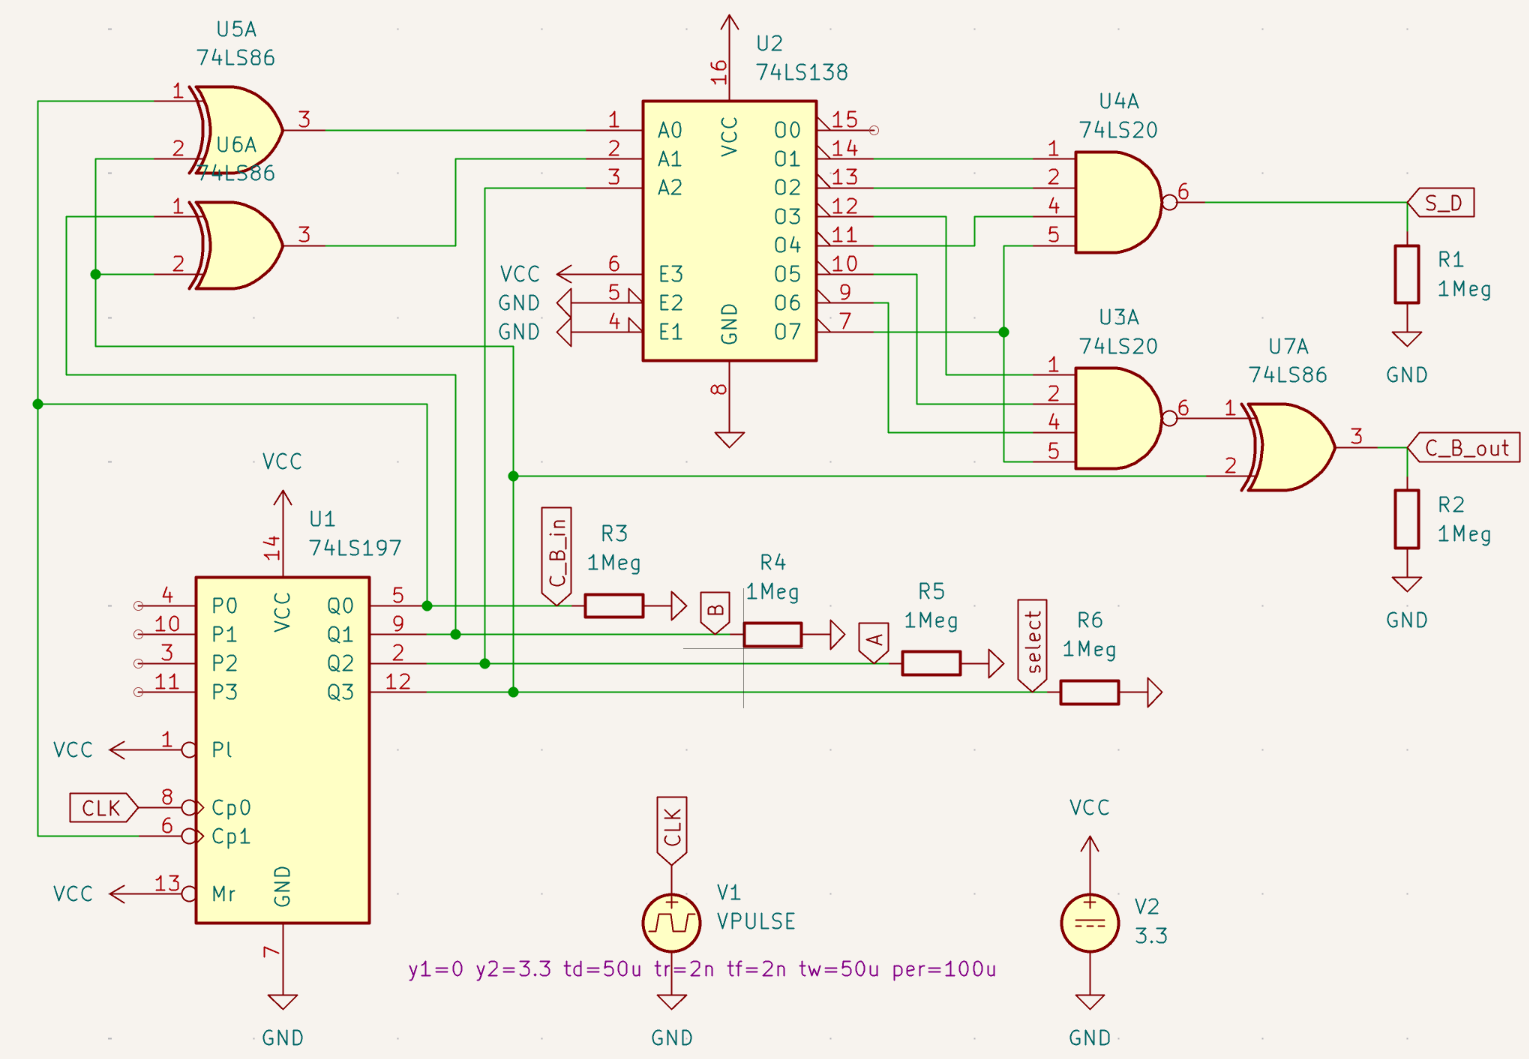 U5A
74LS86
1
2
3
U6A
74LS86
1
2
3
U2
74LS138
16
VCC
1 A0
2 A1
3 A2
VCC 6 E3
GND 5 E2
GND 4 E1
GND
8
O0 15
O1 14
O2 13
O3 12
O4 11
O5 10
O6 9
O7 7
U4A
74LS20
1
2
4
5
6
S_D
R1
1Meg
GND
U3A
74LS20
1
2
4
5
6
U7A
74LS86
1
2
3
C_B_out
R2
1Meg
GND
VCC
14
U1
74LS197
VCC
4 P0 Q0 5
10 P1 Q1 9
3 P2 Q2 2
11 P3 Q3 12
VCC 1 Pl
CLK 8 Cp0
6 Cp1
VCC 13 Mr
GND
7
GND
C_B_in
R3
1Meg
B
R4
1Meg
A
R5
1Meg
select
R6
1Meg
CLK
V1
VPULSE
y1=0 y2=3.3 td=50u tr=2n tf=2n tw=50u per=100u
GND
VCC
V2
3.3
GND